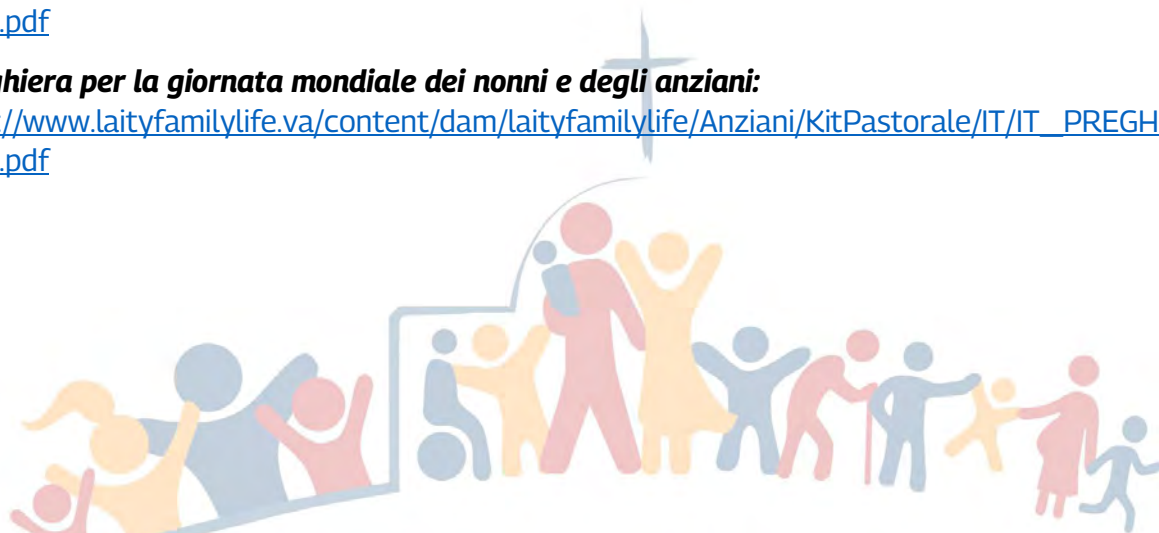 .pdf
hiera per la giornata mondiale dei nonni e degli anziani:
//www.laityfamilylife.va/content/dam/laityfamilylife/Anziani/KitPastorale/IT/IT_PREGH
.pdf